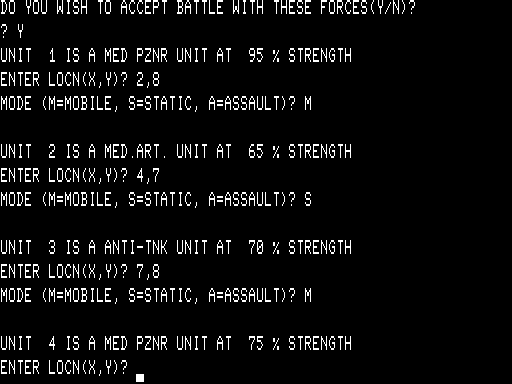 DO YOU WISH TO ACCEPT BATTLE WITH THESE FORCES(Y/N)?
? Y
UNIT  1 IS A MED PZNR UNIT AT  95 % STRENGTH
ENTER LOCN(X,Y)? 2,8
MODE (M=MOBILE, S=STATIC, A=ASSAULT)? M
UNIT  2 IS A MED.ART. UNIT AT  65 % STRENGTH
ENTER LOCN(X,Y)? 4,7
MODE (M=MOBILE, S=STATIC, A=ASSAULT)? S
UNIT  3 IS A ANTI-TNK UNIT AT  70 % STRENGTH
ENTER LOCN(X,Y)? 7,8
MODE (M=MOBILE, S=STATIC, A=ASSAULT)? M
UNIT  4 IS A MED PZNR UNIT AT  75 % STRENGTH
ENTER LOCN(X,Y)?